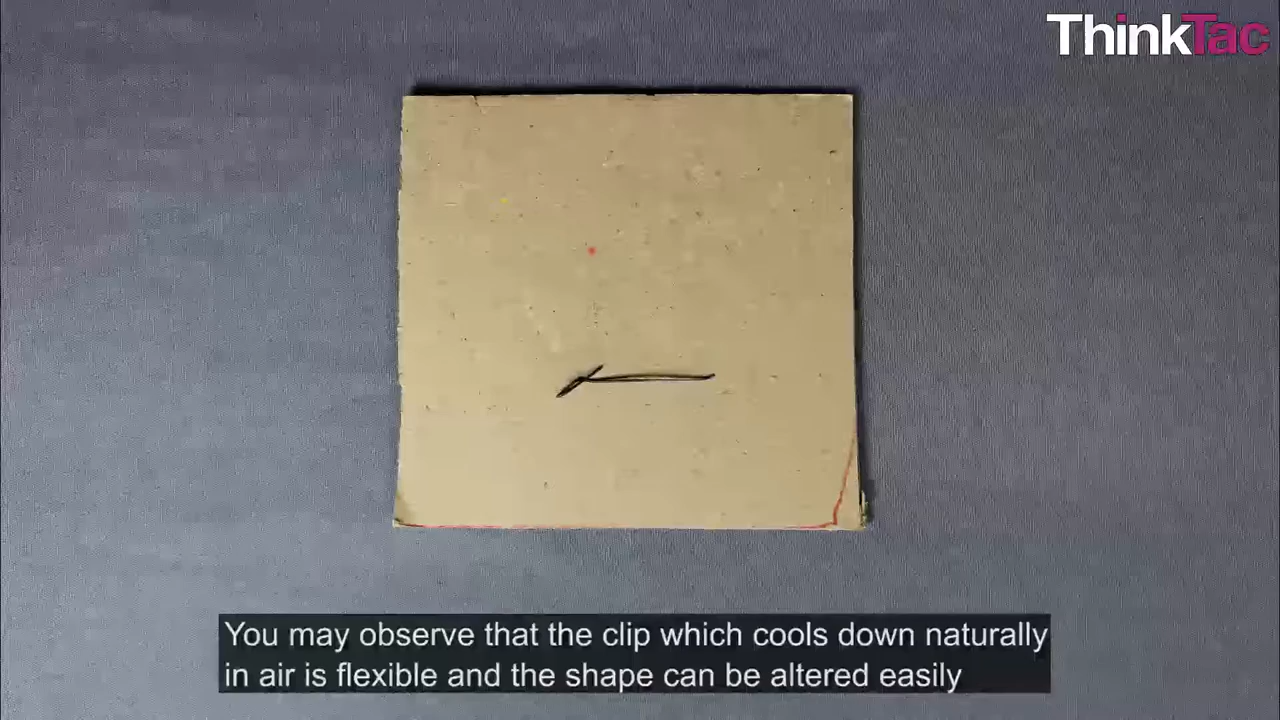 ThinkTac
You may observe that the clip which cools down naturally
in air is flexible and the shape can be altered easily